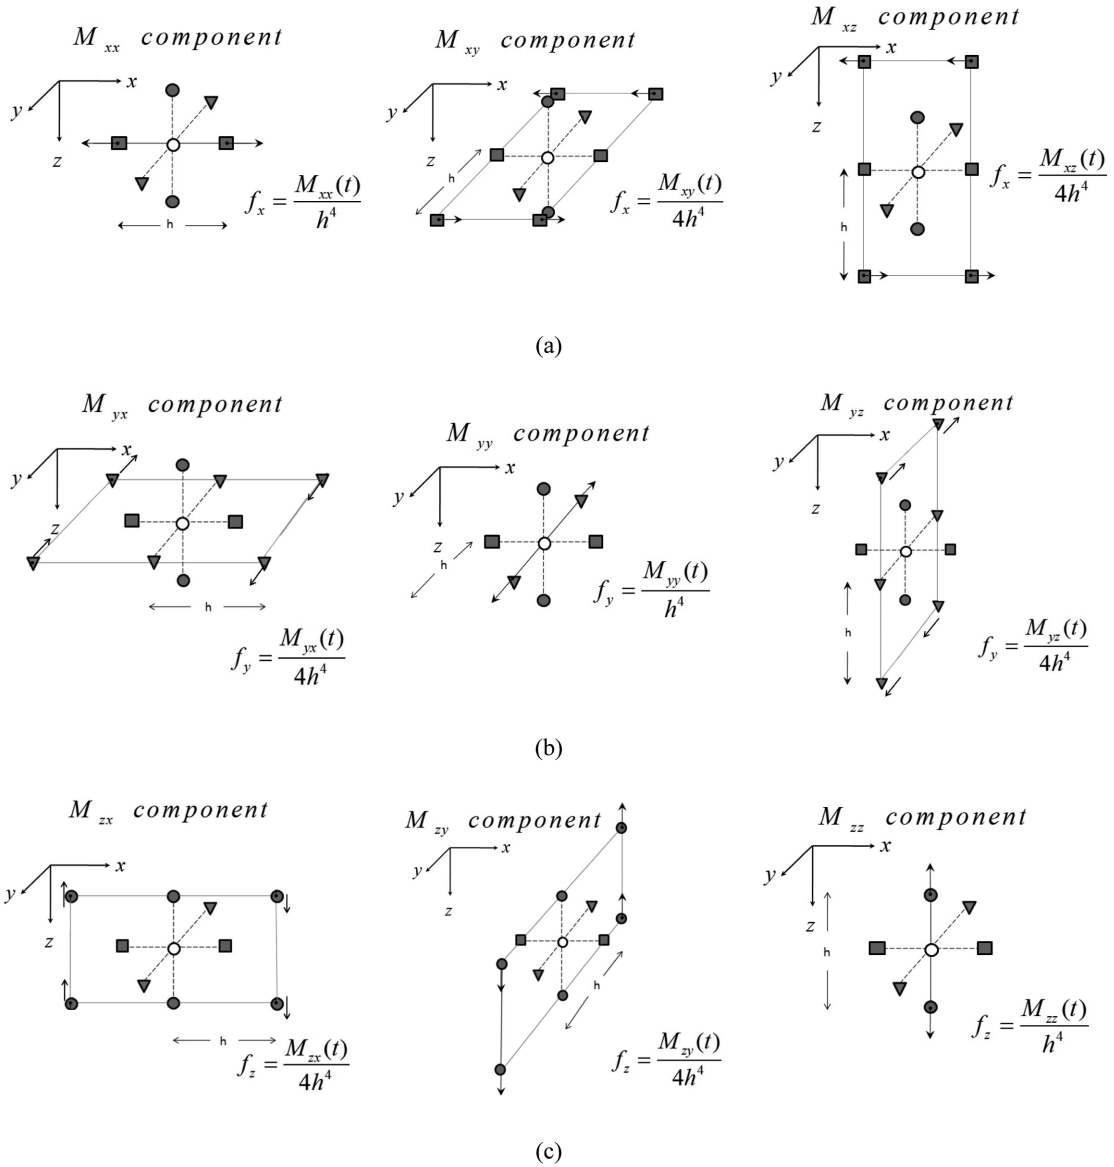 M xx component
x
y
z
h
f_x = M_xx(t) / h^4
M xy component
x
y
z
h
f_x = M_xy(t) / 4h^4
M xz component
x
y
z
h
f_x = M_xz(t) / 4h^4
(a)
M yx component
x
y
z
h
f_y = M_yx(t) / 4h^4
M yy component
x
y
z
h
f_y = M_yy(t) / h^4
M yz component
x
y
z
h
f_y = M_yz(t) / 4h^4
(b)
M zx component
x
y
z
h
f_z = M_zx(t) / 4h^4
M zy component
x
y
z
h
f_z = M_zy(t) / 4h^4
M zz component
x
y
z
h
f_z = M_zz(t) / h^4
(c)